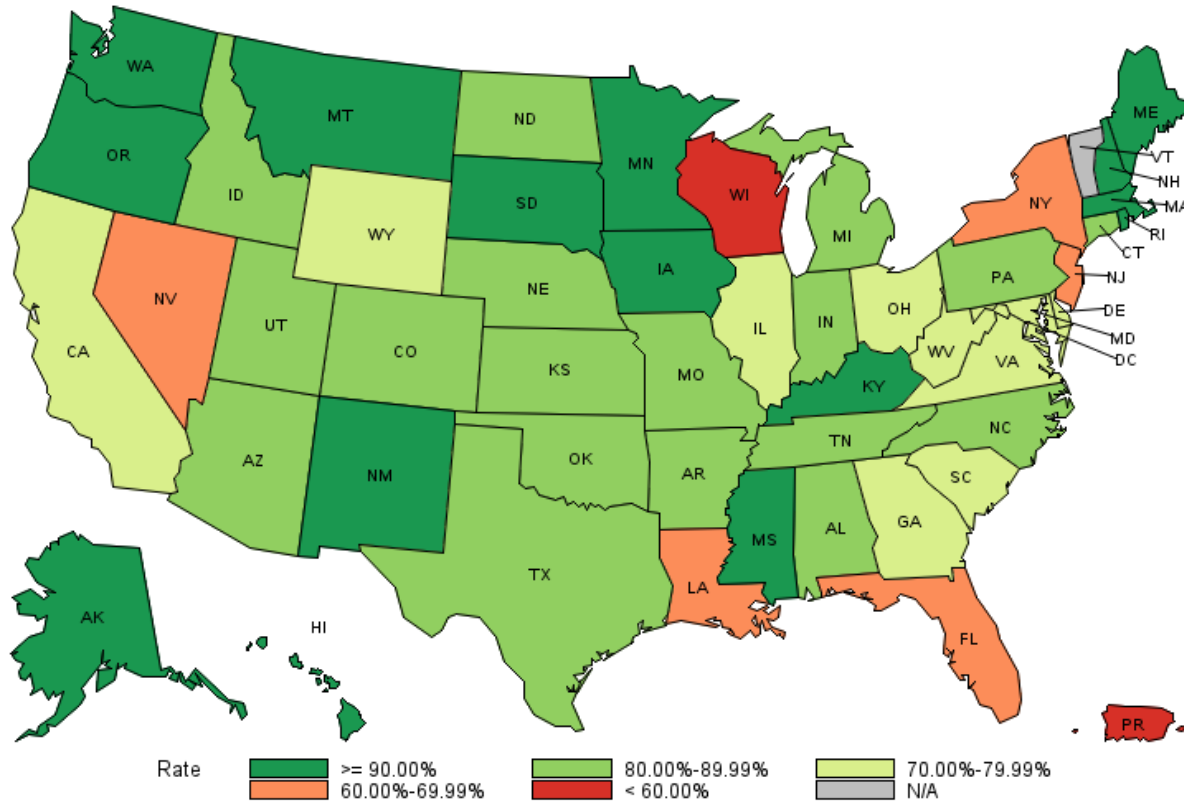 WA
MT
ND
MN
ME
VT
NH
MA
RI
CT
OR
ID
SD
WI
NY
WY
MI
IA
PA
NJ
NE
DE
NV
UT
IL
IN
OH
MD
DC
CA
CO
WV
VA
KS
MO
KY
NC
TN
AZ
NM
OK
AR
SC
GA
MS
AL
TX
LA
AK
HI
FL
PR
Rate >= 90.00% 80.00%-89.99% 70.00%-79.99%
60.00%-69.99% < 60.00% N/A